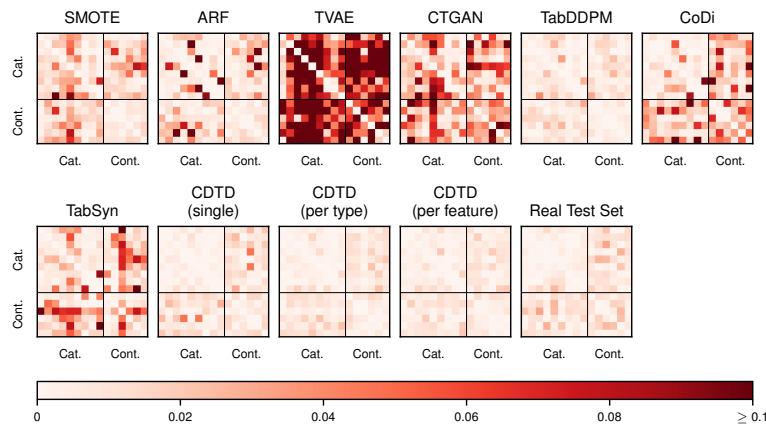 SMOTE ARF TVAE CTGAN TabDDPM CoDi
Cat.
Cont.
Cat. Cont. Cat. Cont. Cat. Cont. Cat. Cont. Cat. Cont. Cat. Cont.
TabSyn CDTD (single) CDTD (per type) CDTD (per feature) Real Test Set
Cat.
Cont.
Cat. Cont. Cat. Cont. Cat. Cont. Cat. Cont. Cat. Cont.
0 0.02 0.04 0.06 0.08 ≥ 0.1